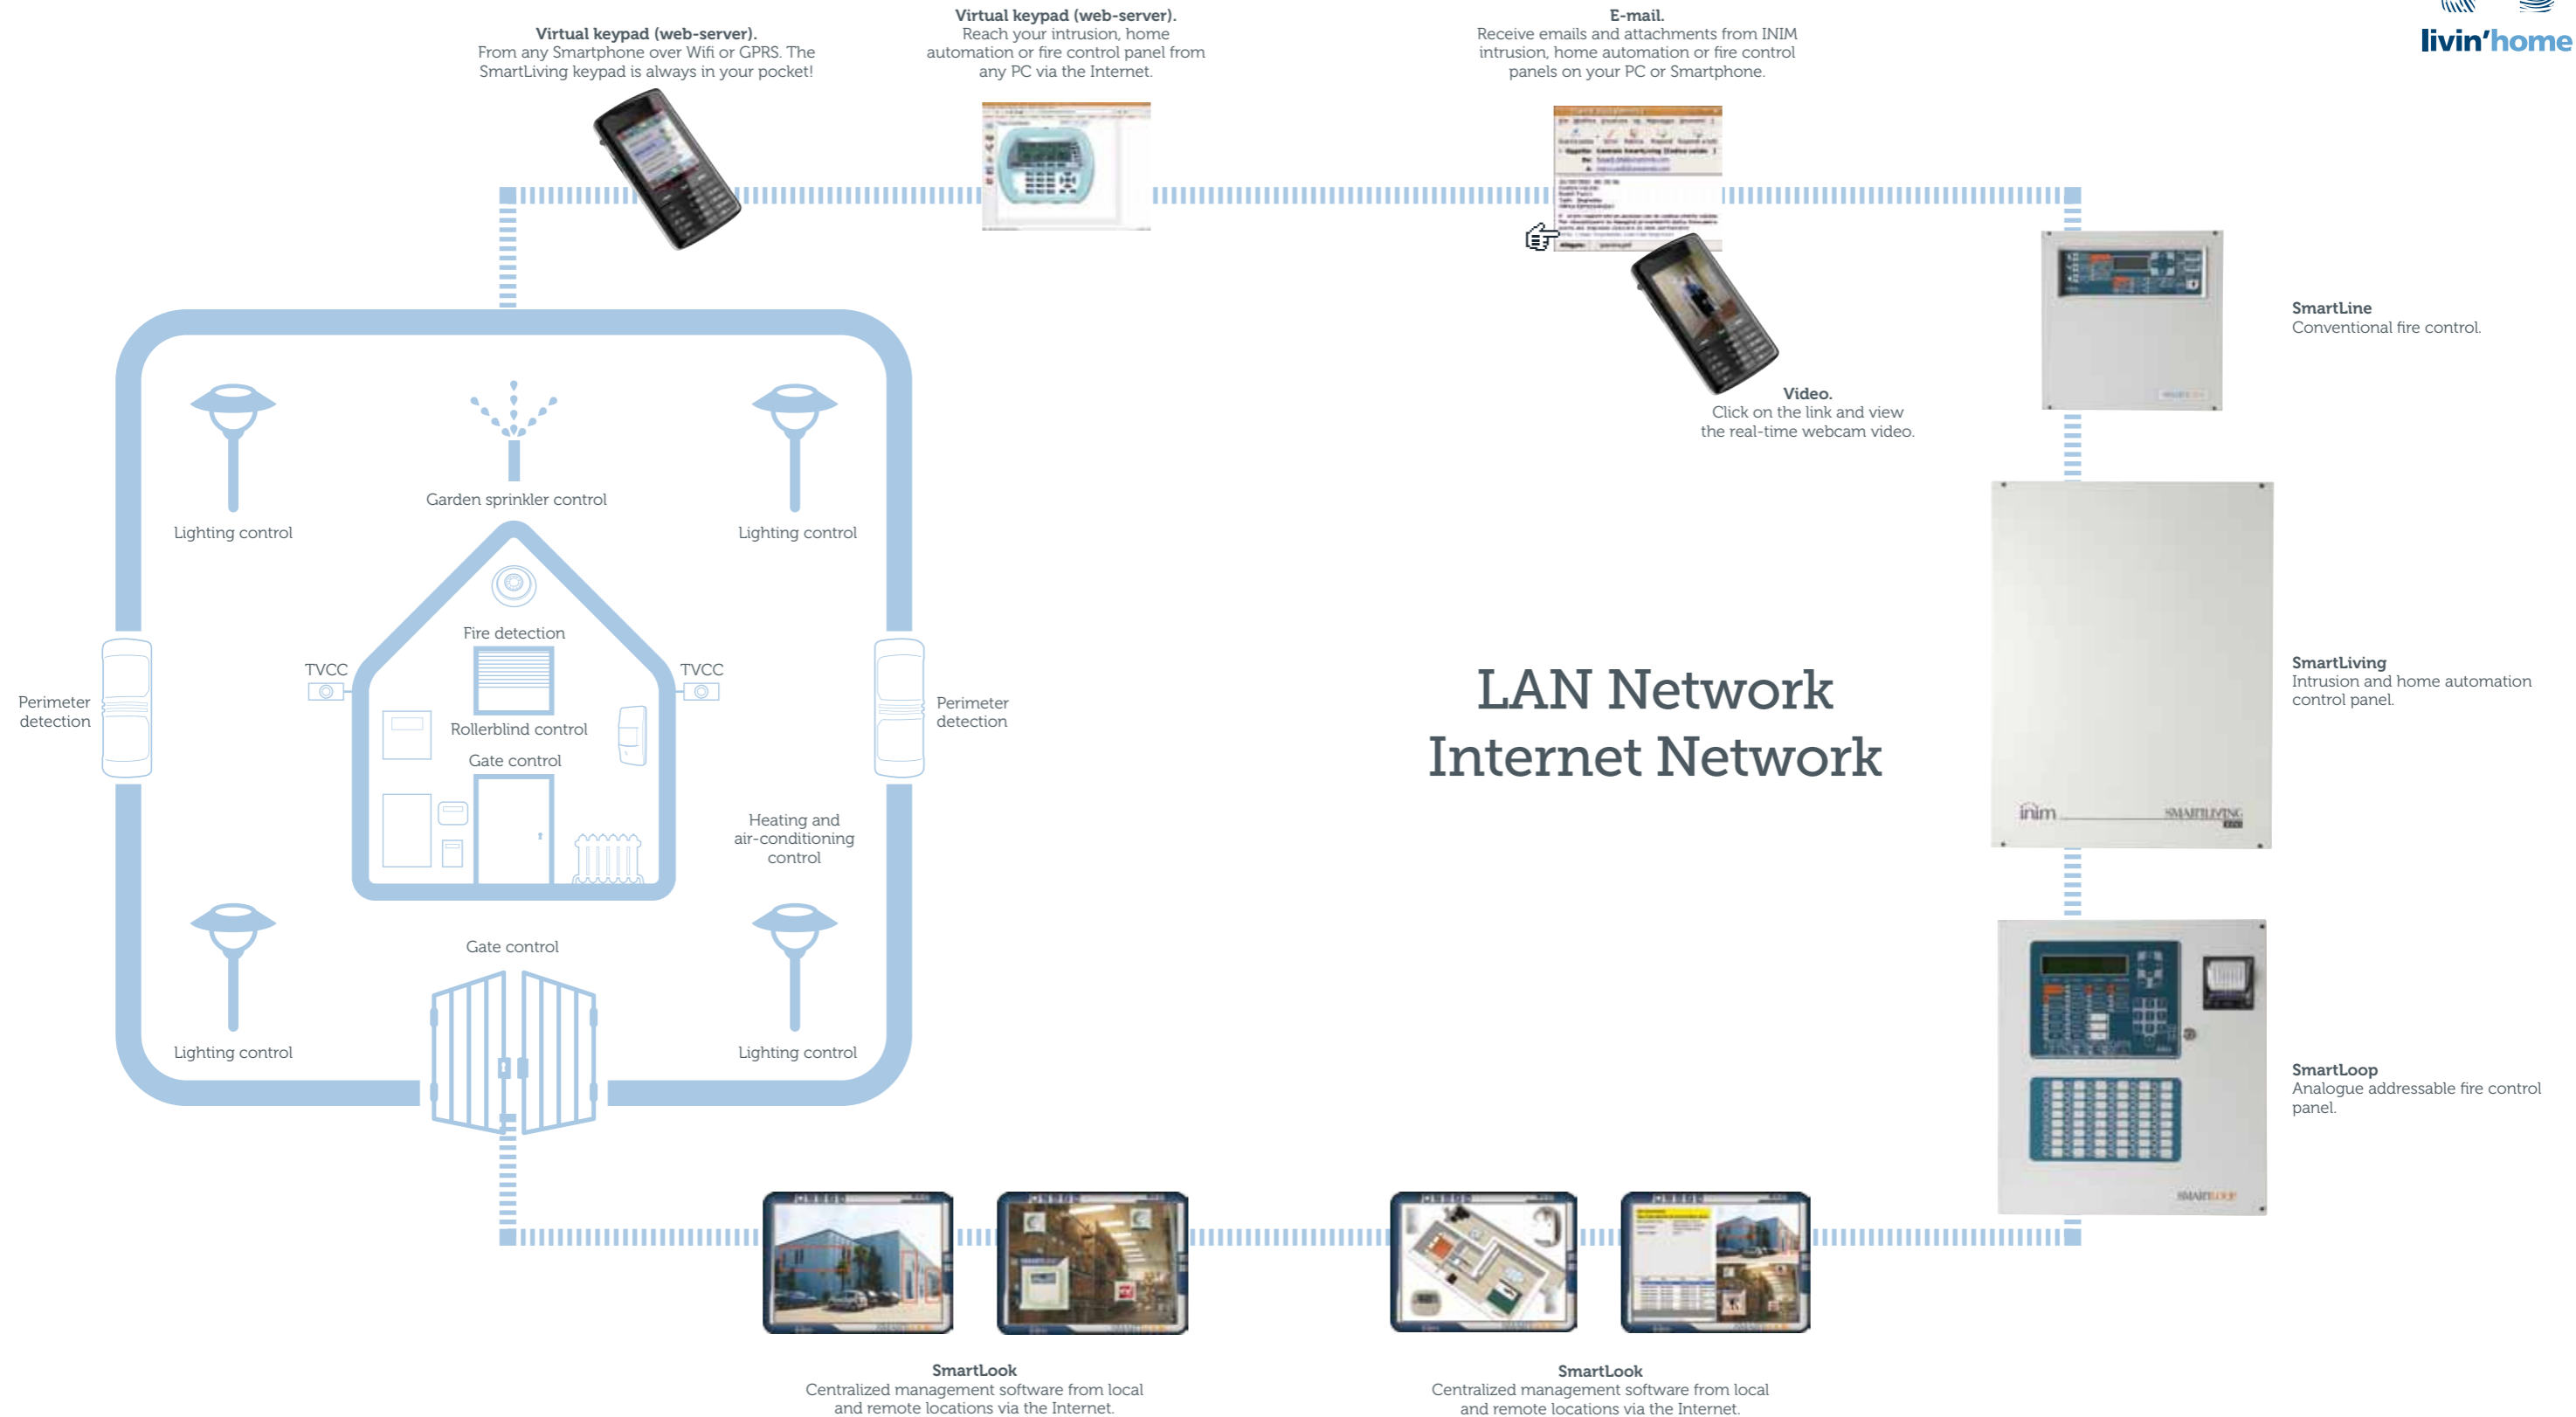 livin'home
Virtual keypad (web-server).
From any Smartphone over Wifi or GPRS. The
SmartLiving keypad is always in your pocket!
Virtual keypad (web-server).
Reach your intrusion, home
automation or fire control panel from
any PC via the Internet.
E-mail.
Receive emails and attachments from INIM
intrusion, home automation or fire control
panels on your PC or Smartphone.
Video.
Click on the link and view
the real-time webcam video.
SmartLine
Conventional fire control.
Garden sprinkler control
Lighting control
Lighting control
Fire detection
TVCC
TVCC
Perimeter
detection
Perimeter
detection
Rollerblind control
Gate control
Heating and
air-conditioning
control
LAN Network
Internet Network
SmartLiving
Intrusion and home automation
control panel.
inim
SMARTLIVING
Gate control
Lighting control
Lighting control
SmartLoop
Analogue addressable fire control
panel.
SMARTLOOP
SmartLook
Centralized management software from local
and remote locations via the Internet.
SmartLook
Centralized management software from local
and remote locations via the Internet.